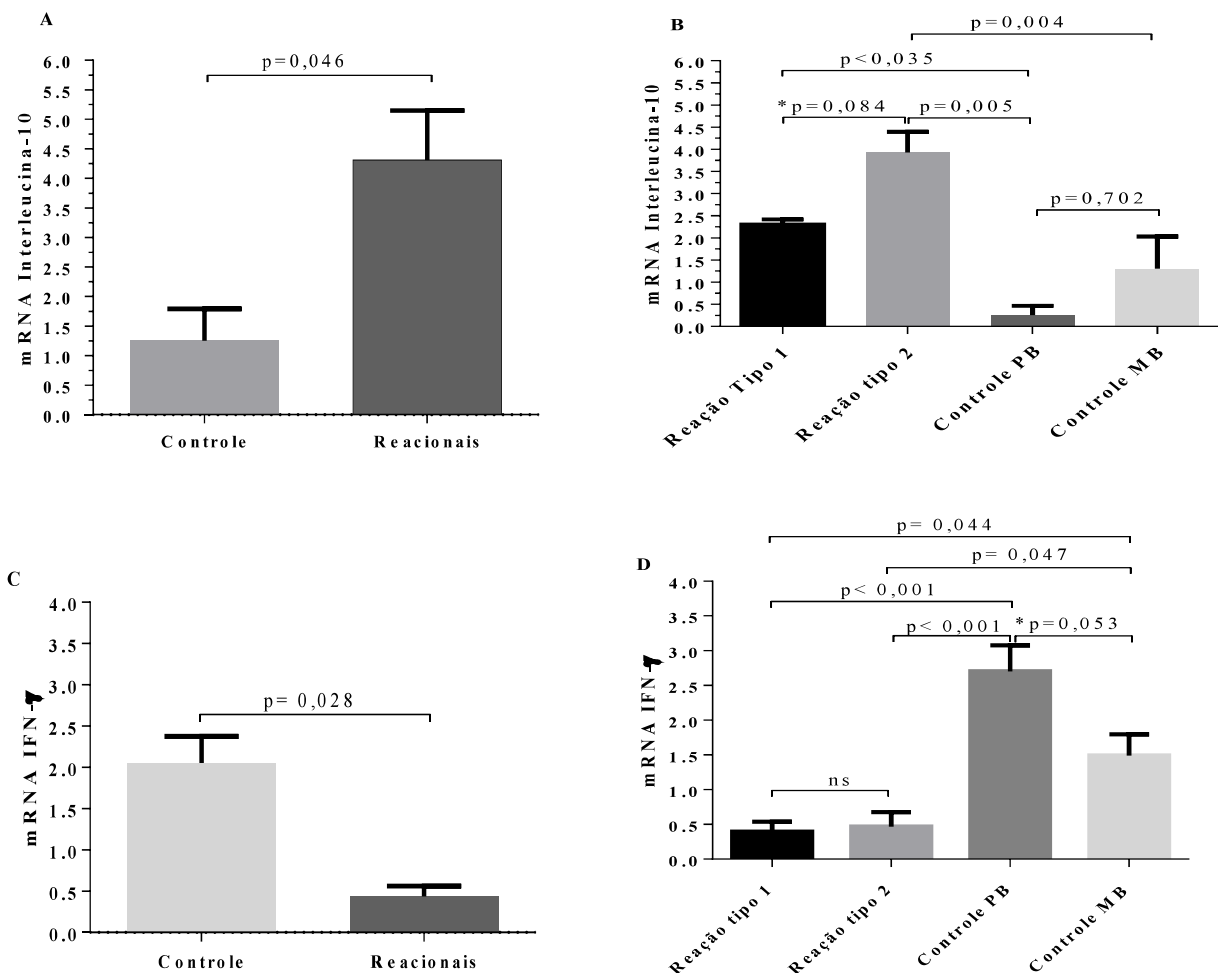 A
p=0,046
mRNA Interleucina-10
6.0
5.5
5.0
4.5
4.0
3.5
3.0
2.5
2.0
1.5
1.0
0.5
0.0
Controle
Reacionais
B
p=0,004
p<0,035
*p=0,084
p=0,005
p=0,702
mRNA Interleucina-10
6.0
5.5
5.0
4.5
4.0
3.5
3.0
2.5
2.0
1.5
1.0
0.5
0.0
Reação Tipo 1
Reação tipo 2
Controle PB
Controle MB
C
p= 0,028
mRNA IFN-γ
4.0
3.5
3.0
2.5
2.0
1.5
1.0
0.5
0.0
Controle
Reacionais
D
p= 0,044
p= 0,047
p< 0,001
p< 0,001
*p=0,053
ns
mRNA IFN-γ
4.0
3.5
3.0
2.5
2.0
1.5
1.0
0.5
0.0
Reação tipo 1
Reação tipo 2
Controle PB
Controle MB